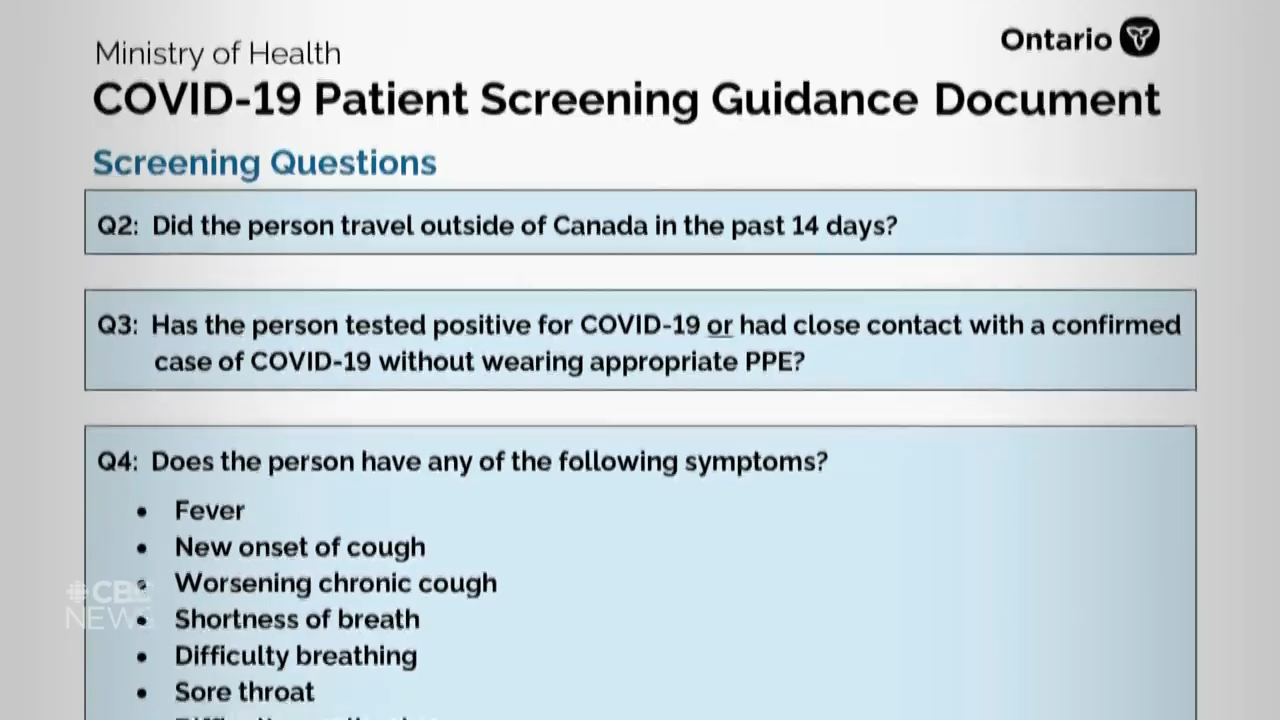 Ministry of Health
Ontario
COVID-19 Patient Screening Guidance Document
Screening Questions
Q2: Did the person travel outside of Canada in the past 14 days?
Q3: Has the person tested positive for COVID-19 or had close contact with a confirmed
case of COVID-19 without wearing appropriate PPE?
Q4: Does the person have any of the following symptoms?
• Fever
• New onset of cough
• Worsening chronic cough
• Shortness of breath
• Difficulty breathing
• Sore throat
CBC
NEWS